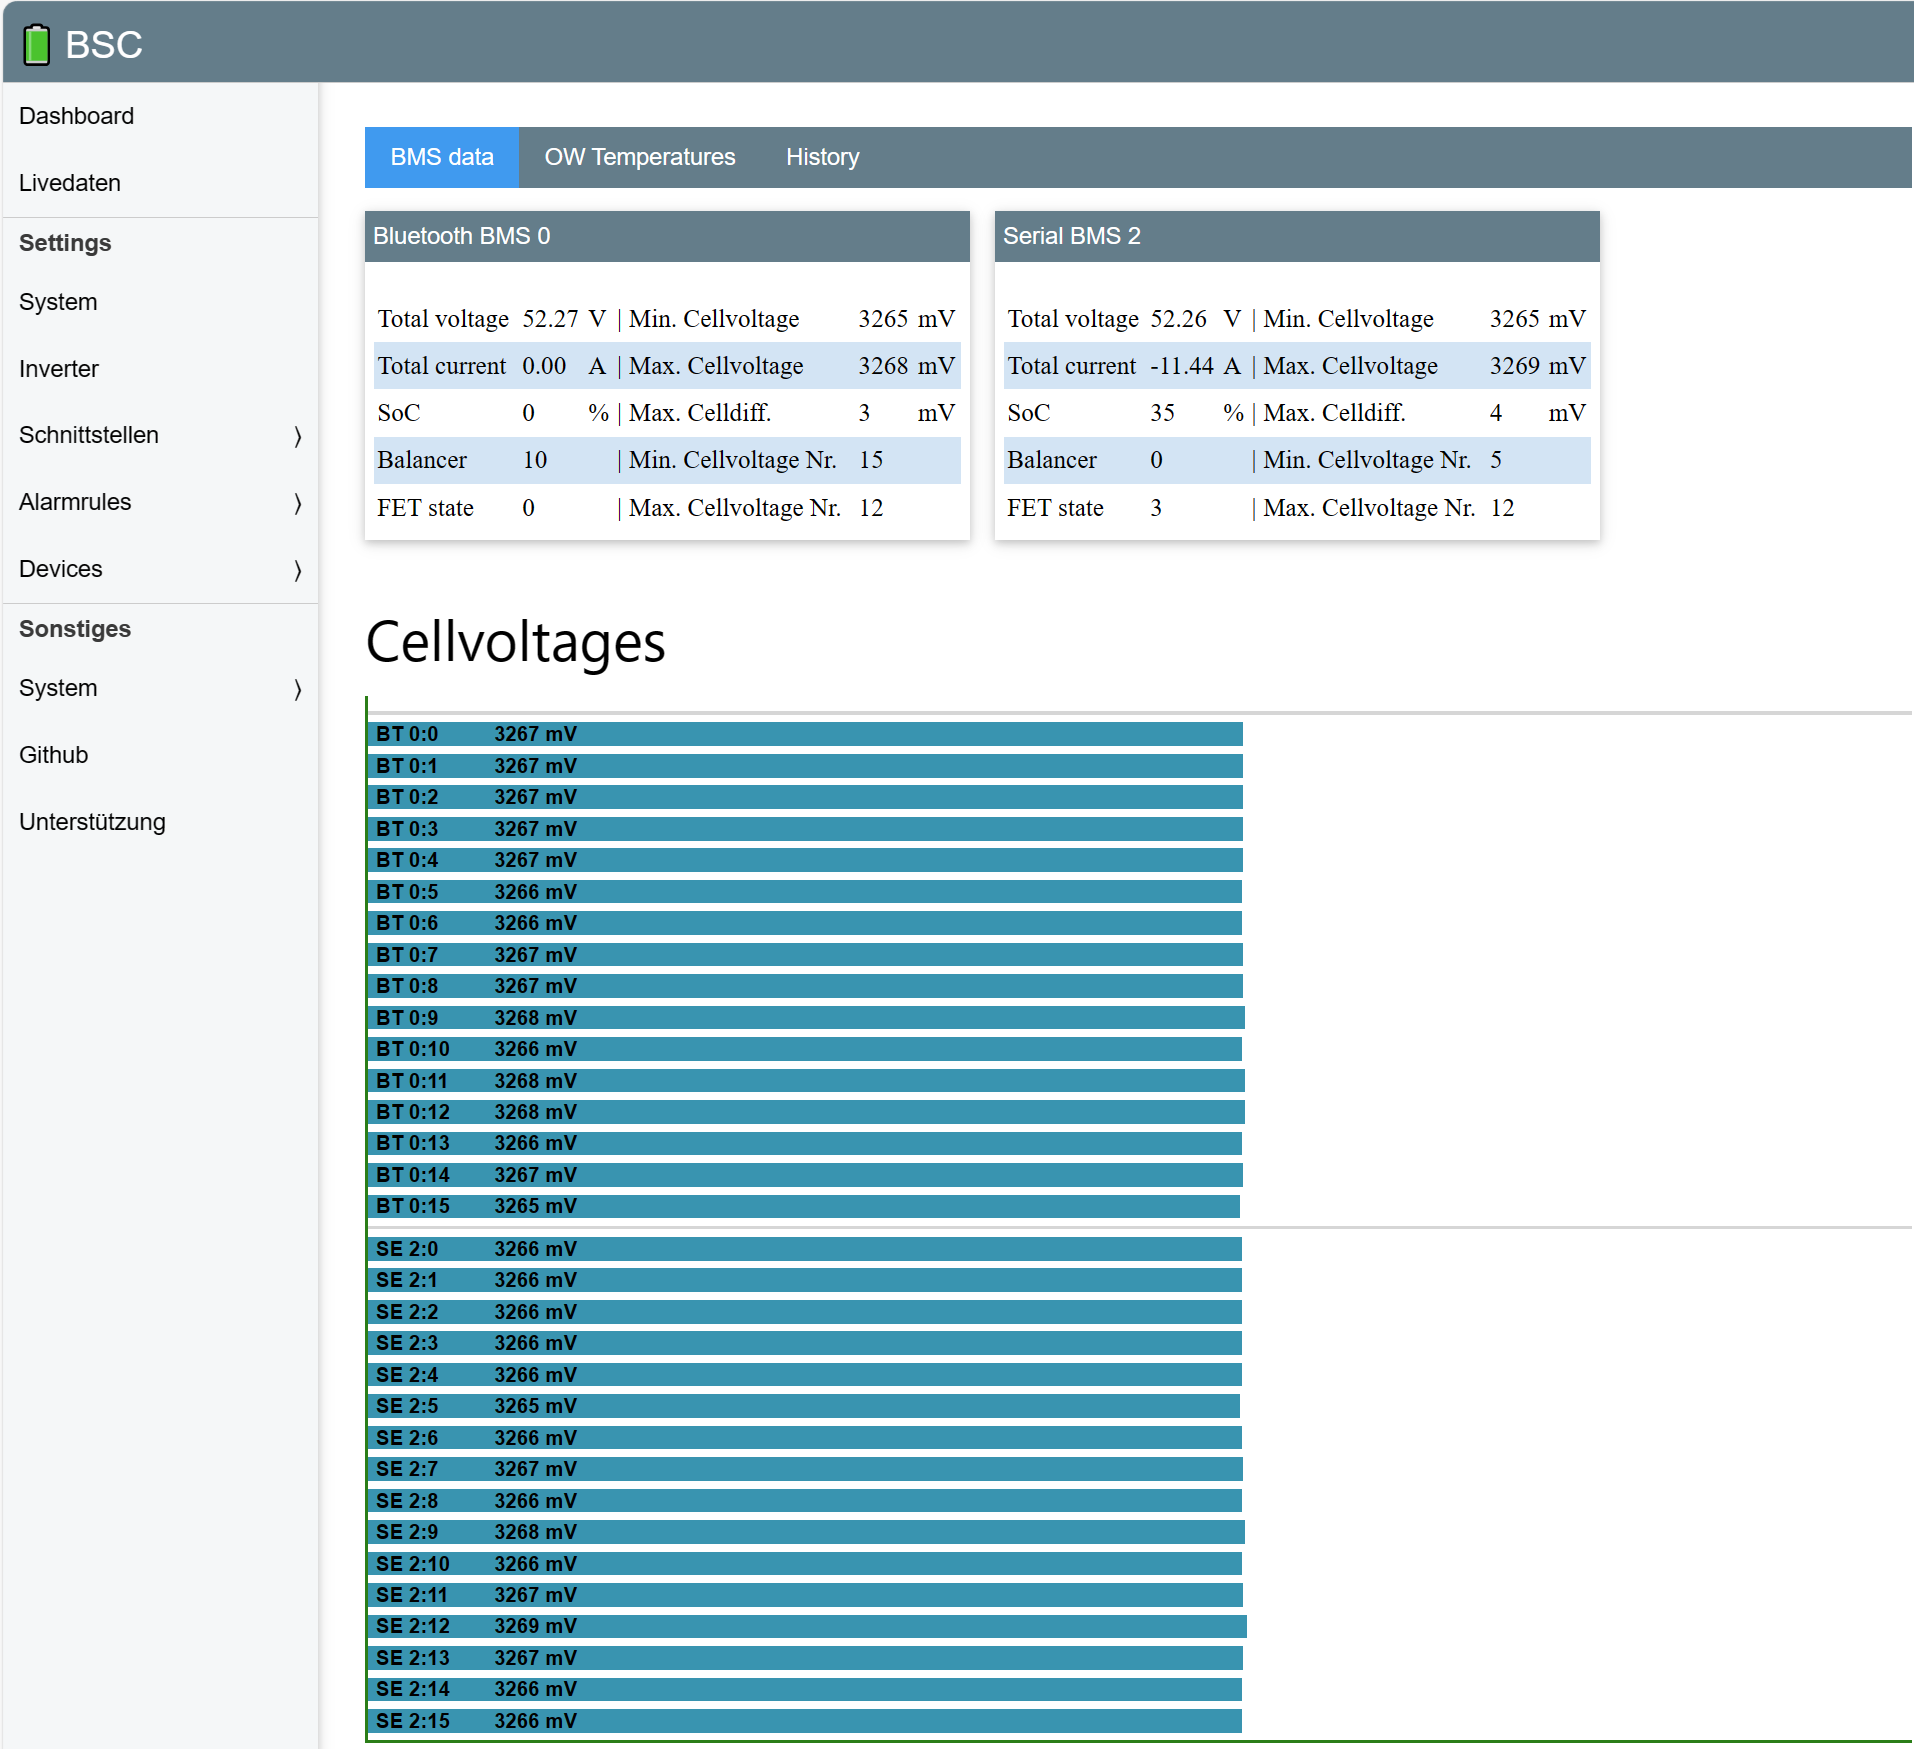 BSC
Dashboard
Livedaten
Settings
System
Inverter
Schnittstellen ⟩
Alarmrules ⟩
Devices ⟩
Sonstiges
System ⟩
Github
Unterstützung
BMS data OW Temperatures History
Bluetooth BMS 0
Total voltage 52.27 V | Min. Cellvoltage 3265 mV
Total current 0.00 A | Max. Cellvoltage 3268 mV
SoC 0 % | Max. Celldiff. 3 mV
Balancer 10 | Min. Cellvoltage Nr. 15
FET state 0 | Max. Cellvoltage Nr. 12
Serial BMS 2
Total voltage 52.26 V | Min. Cellvoltage 3265 mV
Total current -11.44 A | Max. Cellvoltage 3269 mV
SoC 35 % | Max. Celldiff. 4 mV
Balancer 0 | Min. Cellvoltage Nr. 5
FET state 3 | Max. Cellvoltage Nr. 12
Cellvoltages
BT 0:0 3267 mV
BT 0:1 3267 mV
BT 0:2 3267 mV
BT 0:3 3267 mV
BT 0:4 3267 mV
BT 0:5 3266 mV
BT 0:6 3266 mV
BT 0:7 3267 mV
BT 0:8 3267 mV
BT 0:9 3268 mV
BT 0:10 3266 mV
BT 0:11 3268 mV
BT 0:12 3268 mV
BT 0:13 3266 mV
BT 0:14 3267 mV
BT 0:15 3265 mV
SE 2:0 3266 mV
SE 2:1 3266 mV
SE 2:2 3266 mV
SE 2:3 3266 mV
SE 2:4 3266 mV
SE 2:5 3265 mV
SE 2:6 3266 mV
SE 2:7 3267 mV
SE 2:8 3266 mV
SE 2:9 3268 mV
SE 2:10 3266 mV
SE 2:11 3267 mV
SE 2:12 3269 mV
SE 2:13 3267 mV
SE 2:14 3266 mV
SE 2:15 3266 mV